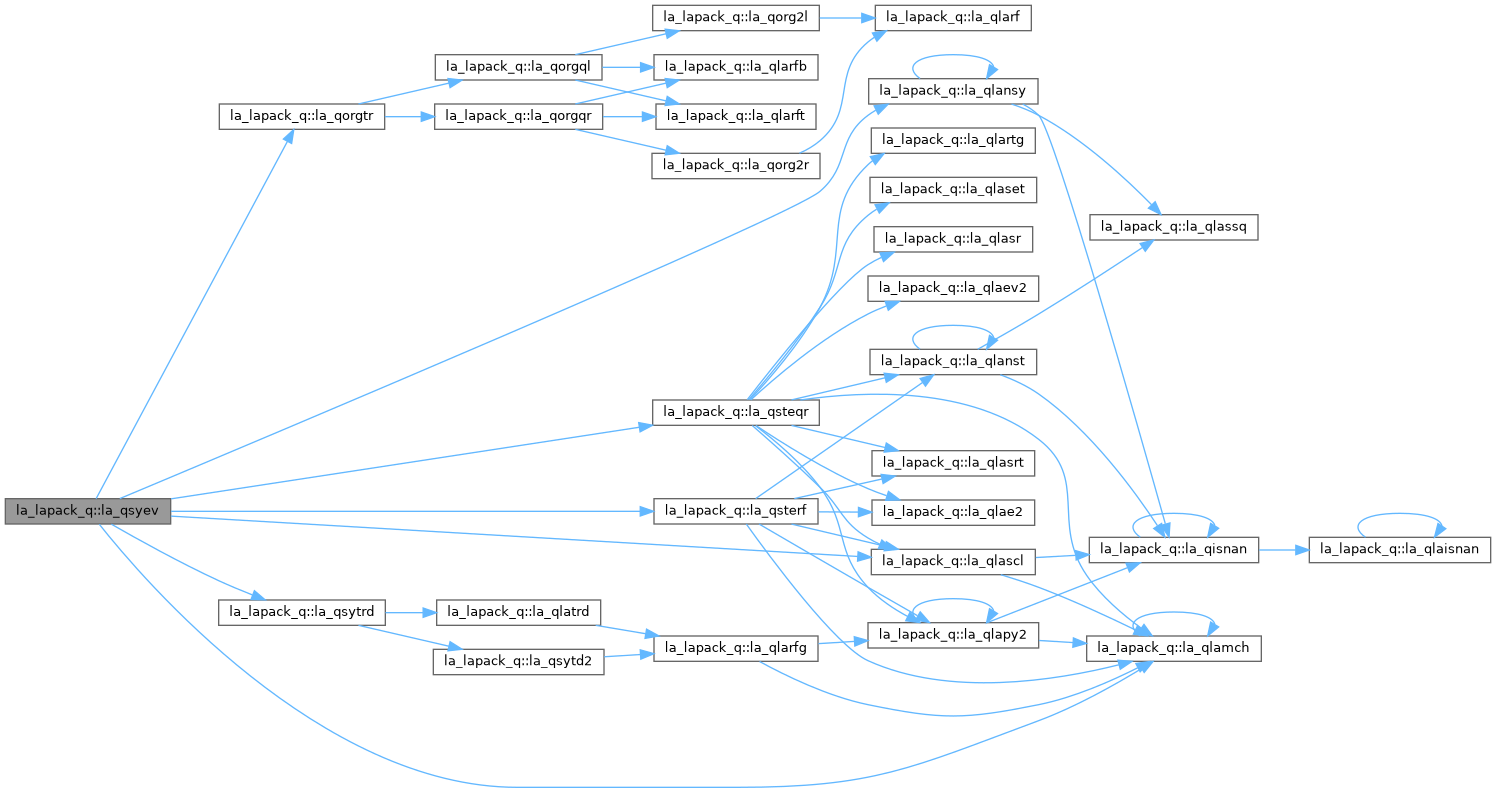 la_lapack_q::la_qorg2l
la_lapack_q::la_qlarf
la_lapack_q::la_qorgql
la_lapack_q::la_qlarfb
la_lapack_q::la_qlansy
la_lapack_q::la_qorgtr
la_lapack_q::la_qorgqr
la_lapack_q::la_qlarft
la_lapack_q::la_qlartg
la_lapack_q::la_qorg2r
la_lapack_q::la_qlaset
la_lapack_q::la_qlassq
la_lapack_q::la_qlasr
la_lapack_q::la_qlaev2
la_lapack_q::la_qlanst
la_lapack_q::la_qsteqr
la_lapack_q::la_qlasrt
la_lapack_q::la_qsyev
la_lapack_q::la_qsterf
la_lapack_q::la_qlae2
la_lapack_q::la_qlascl
la_lapack_q::la_qisnan
la_lapack_q::la_qlaisnan
la_lapack_q::la_qsytrd
la_lapack_q::la_qlatrd
la_lapack_q::la_qlapy2
la_lapack_q::la_qsytd2
la_lapack_q::la_qlarfg
la_lapack_q::la_qlamch